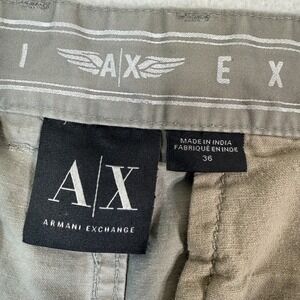 I A|X E X
A|X
ARMANI EXCHANGE
MADE IN INDIA
FABRIQUÉ EN INDE
36